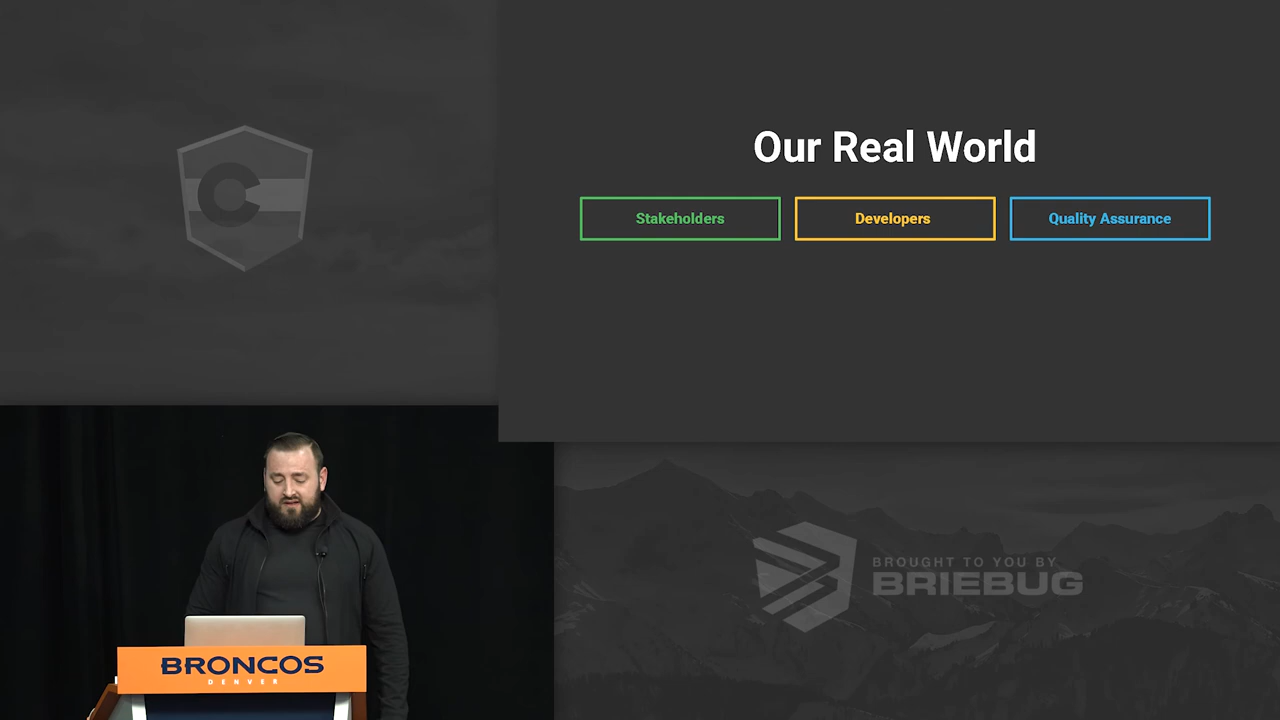 Our Real World
Stakeholders
Developers
Quality Assurance
BROUGHT TO YOU BY
BRIEBUG
BRONCOS
DENVER